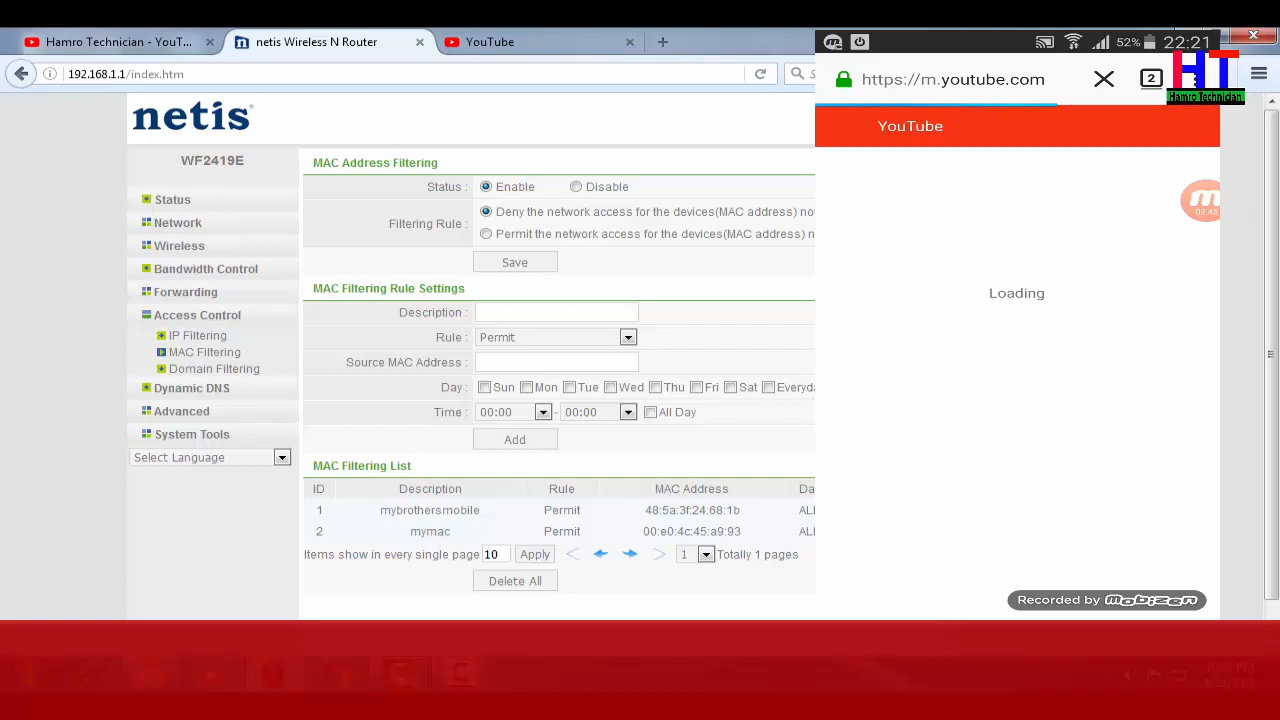 Hamro Technician - YouT...
netis Wireless N Router
YouTube
192.168.1.1/index.htm
S
netis
WF2419E
Status
Network
Wireless
Bandwidth Control
Forwarding
Access Control
IP Filtering
MAC Filtering
Domain Filtering
Dynamic DNS
Advanced
System Tools
Select Language
MAC Address Filtering
Status : Enable Disable
Filtering Rule : Deny the network access for the devices(MAC address) no
Permit the network access for the devices(MAC address) n
Save
MAC Filtering Rule Settings
Description :
Rule : Permit
Source MAC Address :
Day : Sun Mon Tue Wed Thu Fri Sat Everyda
Time : 00:00 - 00:00 All Day
Add
MAC Filtering List
ID Description Rule MAC Address Da
1 mybrothersmobile Permit 48:5a:3f:24:68:1b ALL
2 mymac Permit 00:e0:4c:45:a9:93 ALL
Items show in every single page 10 Apply 1 Totally 1 pages
Delete All
52% 22:21
https://m.youtube.com 2
HT
Hamro Technician
YouTube
02:43
Loading
Recorded by mobizen